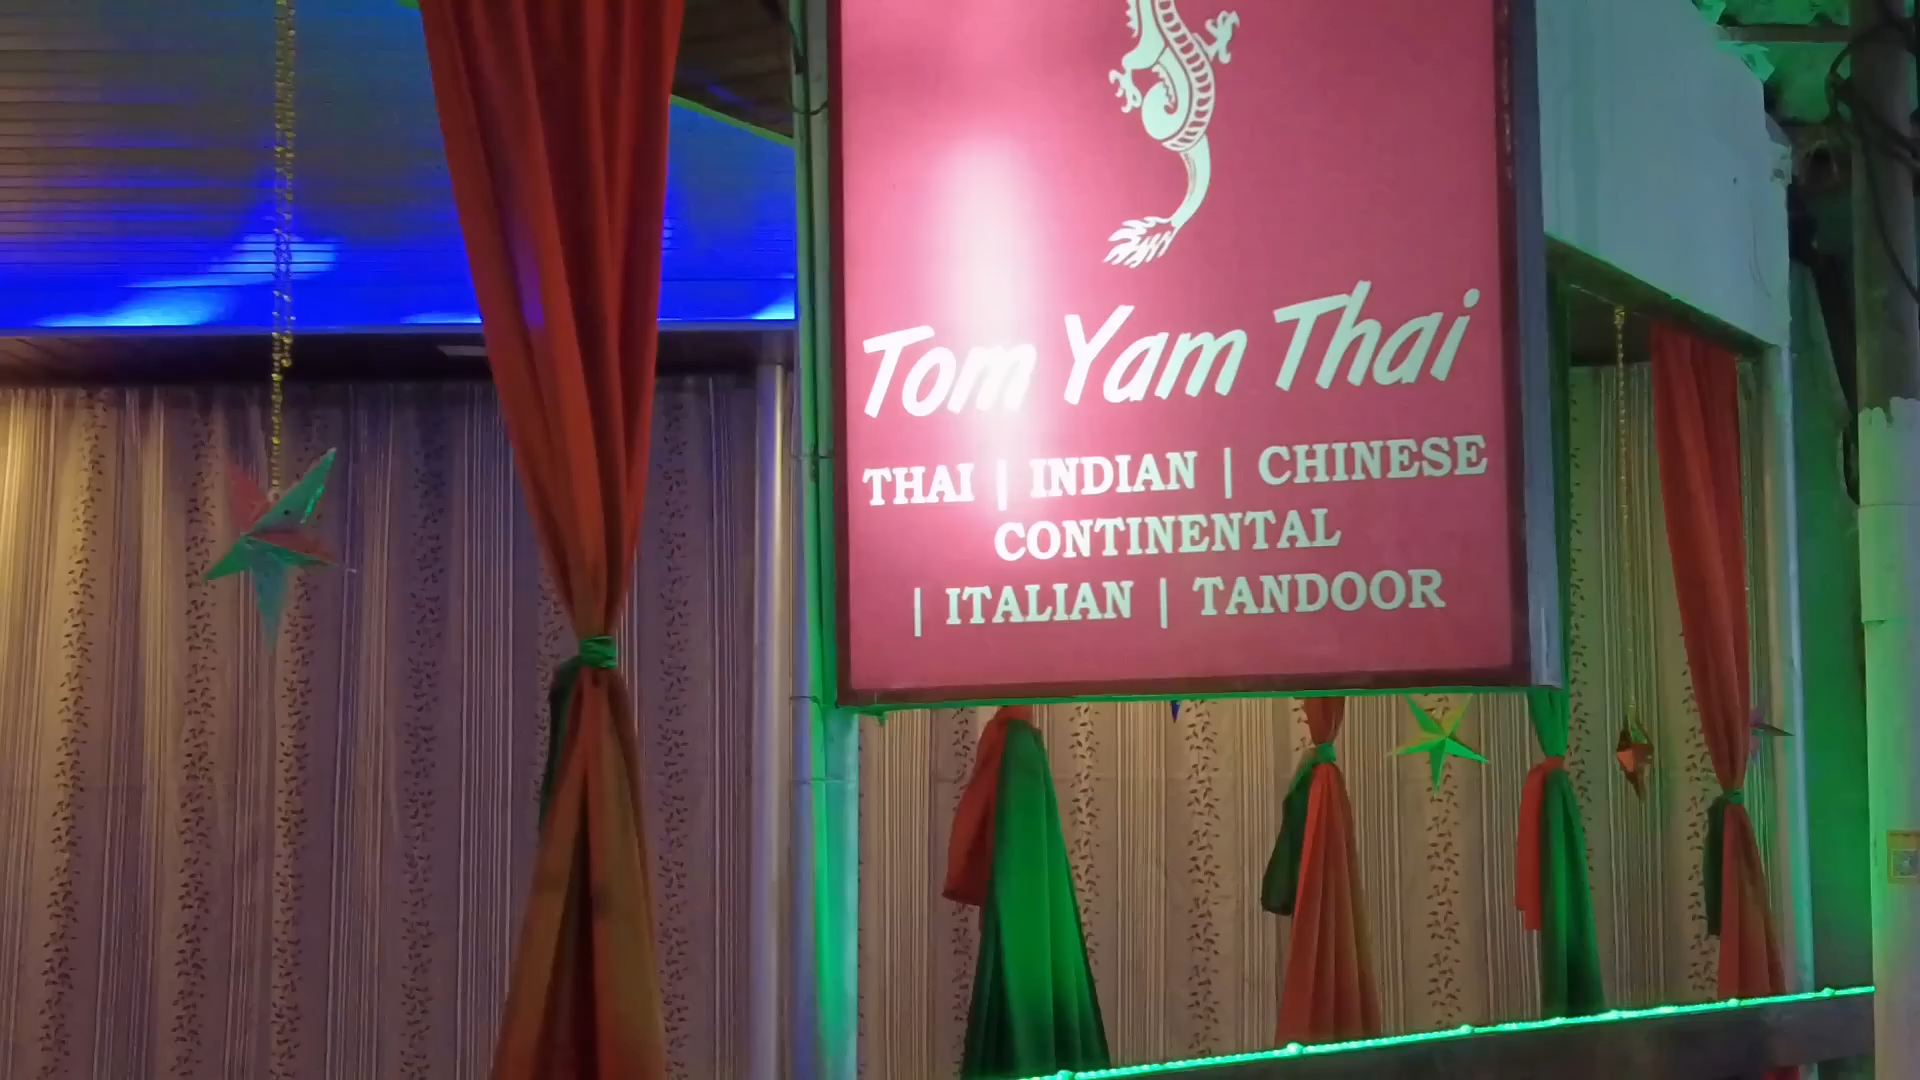 Tom Yam Thai
THAI | INDIAN | CHINESE
CONTINENTAL
| ITALIAN | TANDOOR